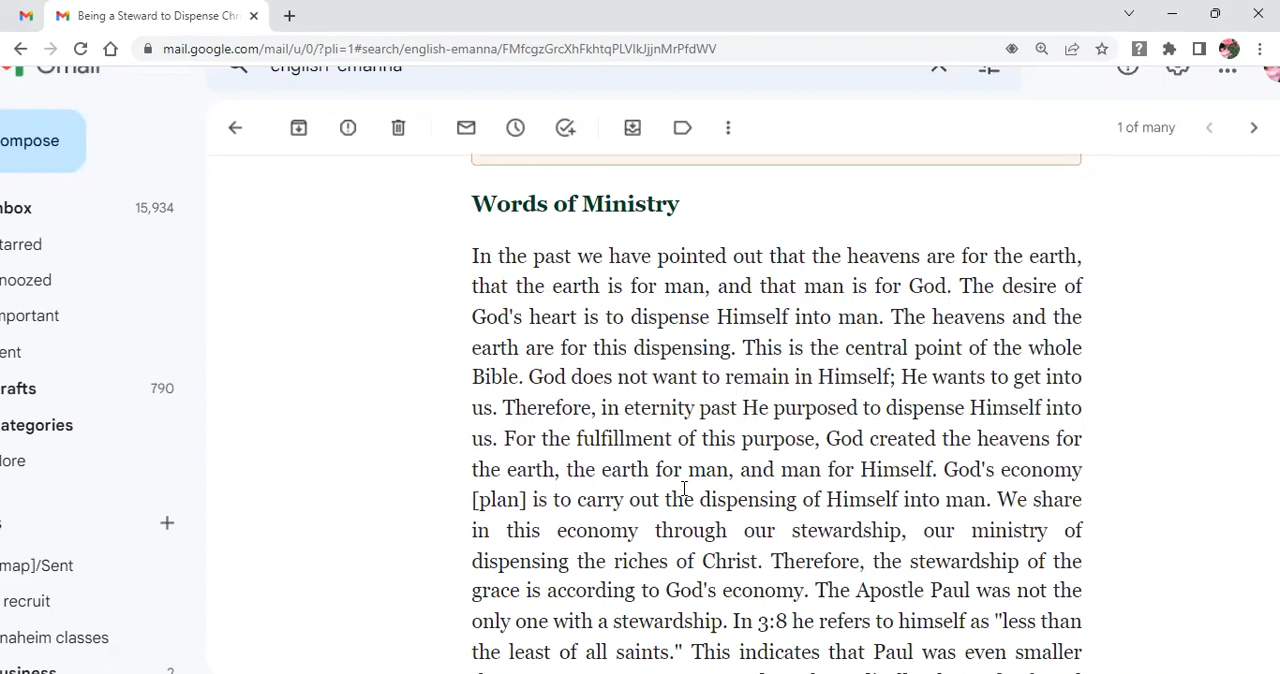 Being a Steward to Dispense Chr
mail.google.com/mail/u/0/?pli=1#search/english-emanna/FMfcgzGrcXhFkhtqPLVlkJjjnMrPfdWV
Gmail
english-emanna
ompose
1 of many
nbox 15,934
tarred
noozed
mportant
ent
rafts 790
ategories
ore
map]/Sent
recruit
naheim classes
usiness 2
Words of Ministry
In the past we have pointed out that the heavens are for the earth,
that the earth is for man, and that man is for God. The desire of
God's heart is to dispense Himself into man. The heavens and the
earth are for this dispensing. This is the central point of the whole
Bible. God does not want to remain in Himself; He wants to get into
us. Therefore, in eternity past He purposed to dispense Himself into
us. For the fulfillment of this purpose, God created the heavens for
the earth, the earth for man, and man for Himself. God's economy
[plan] is to carry out the dispensing of Himself into man. We share
in this economy through our stewardship, our ministry of
dispensing the riches of Christ. Therefore, the stewardship of the
grace is according to God's economy. The Apostle Paul was not the
only one with a stewardship. In 3:8 he refers to himself as "less than
the least of all saints." This indicates that Paul was even smaller